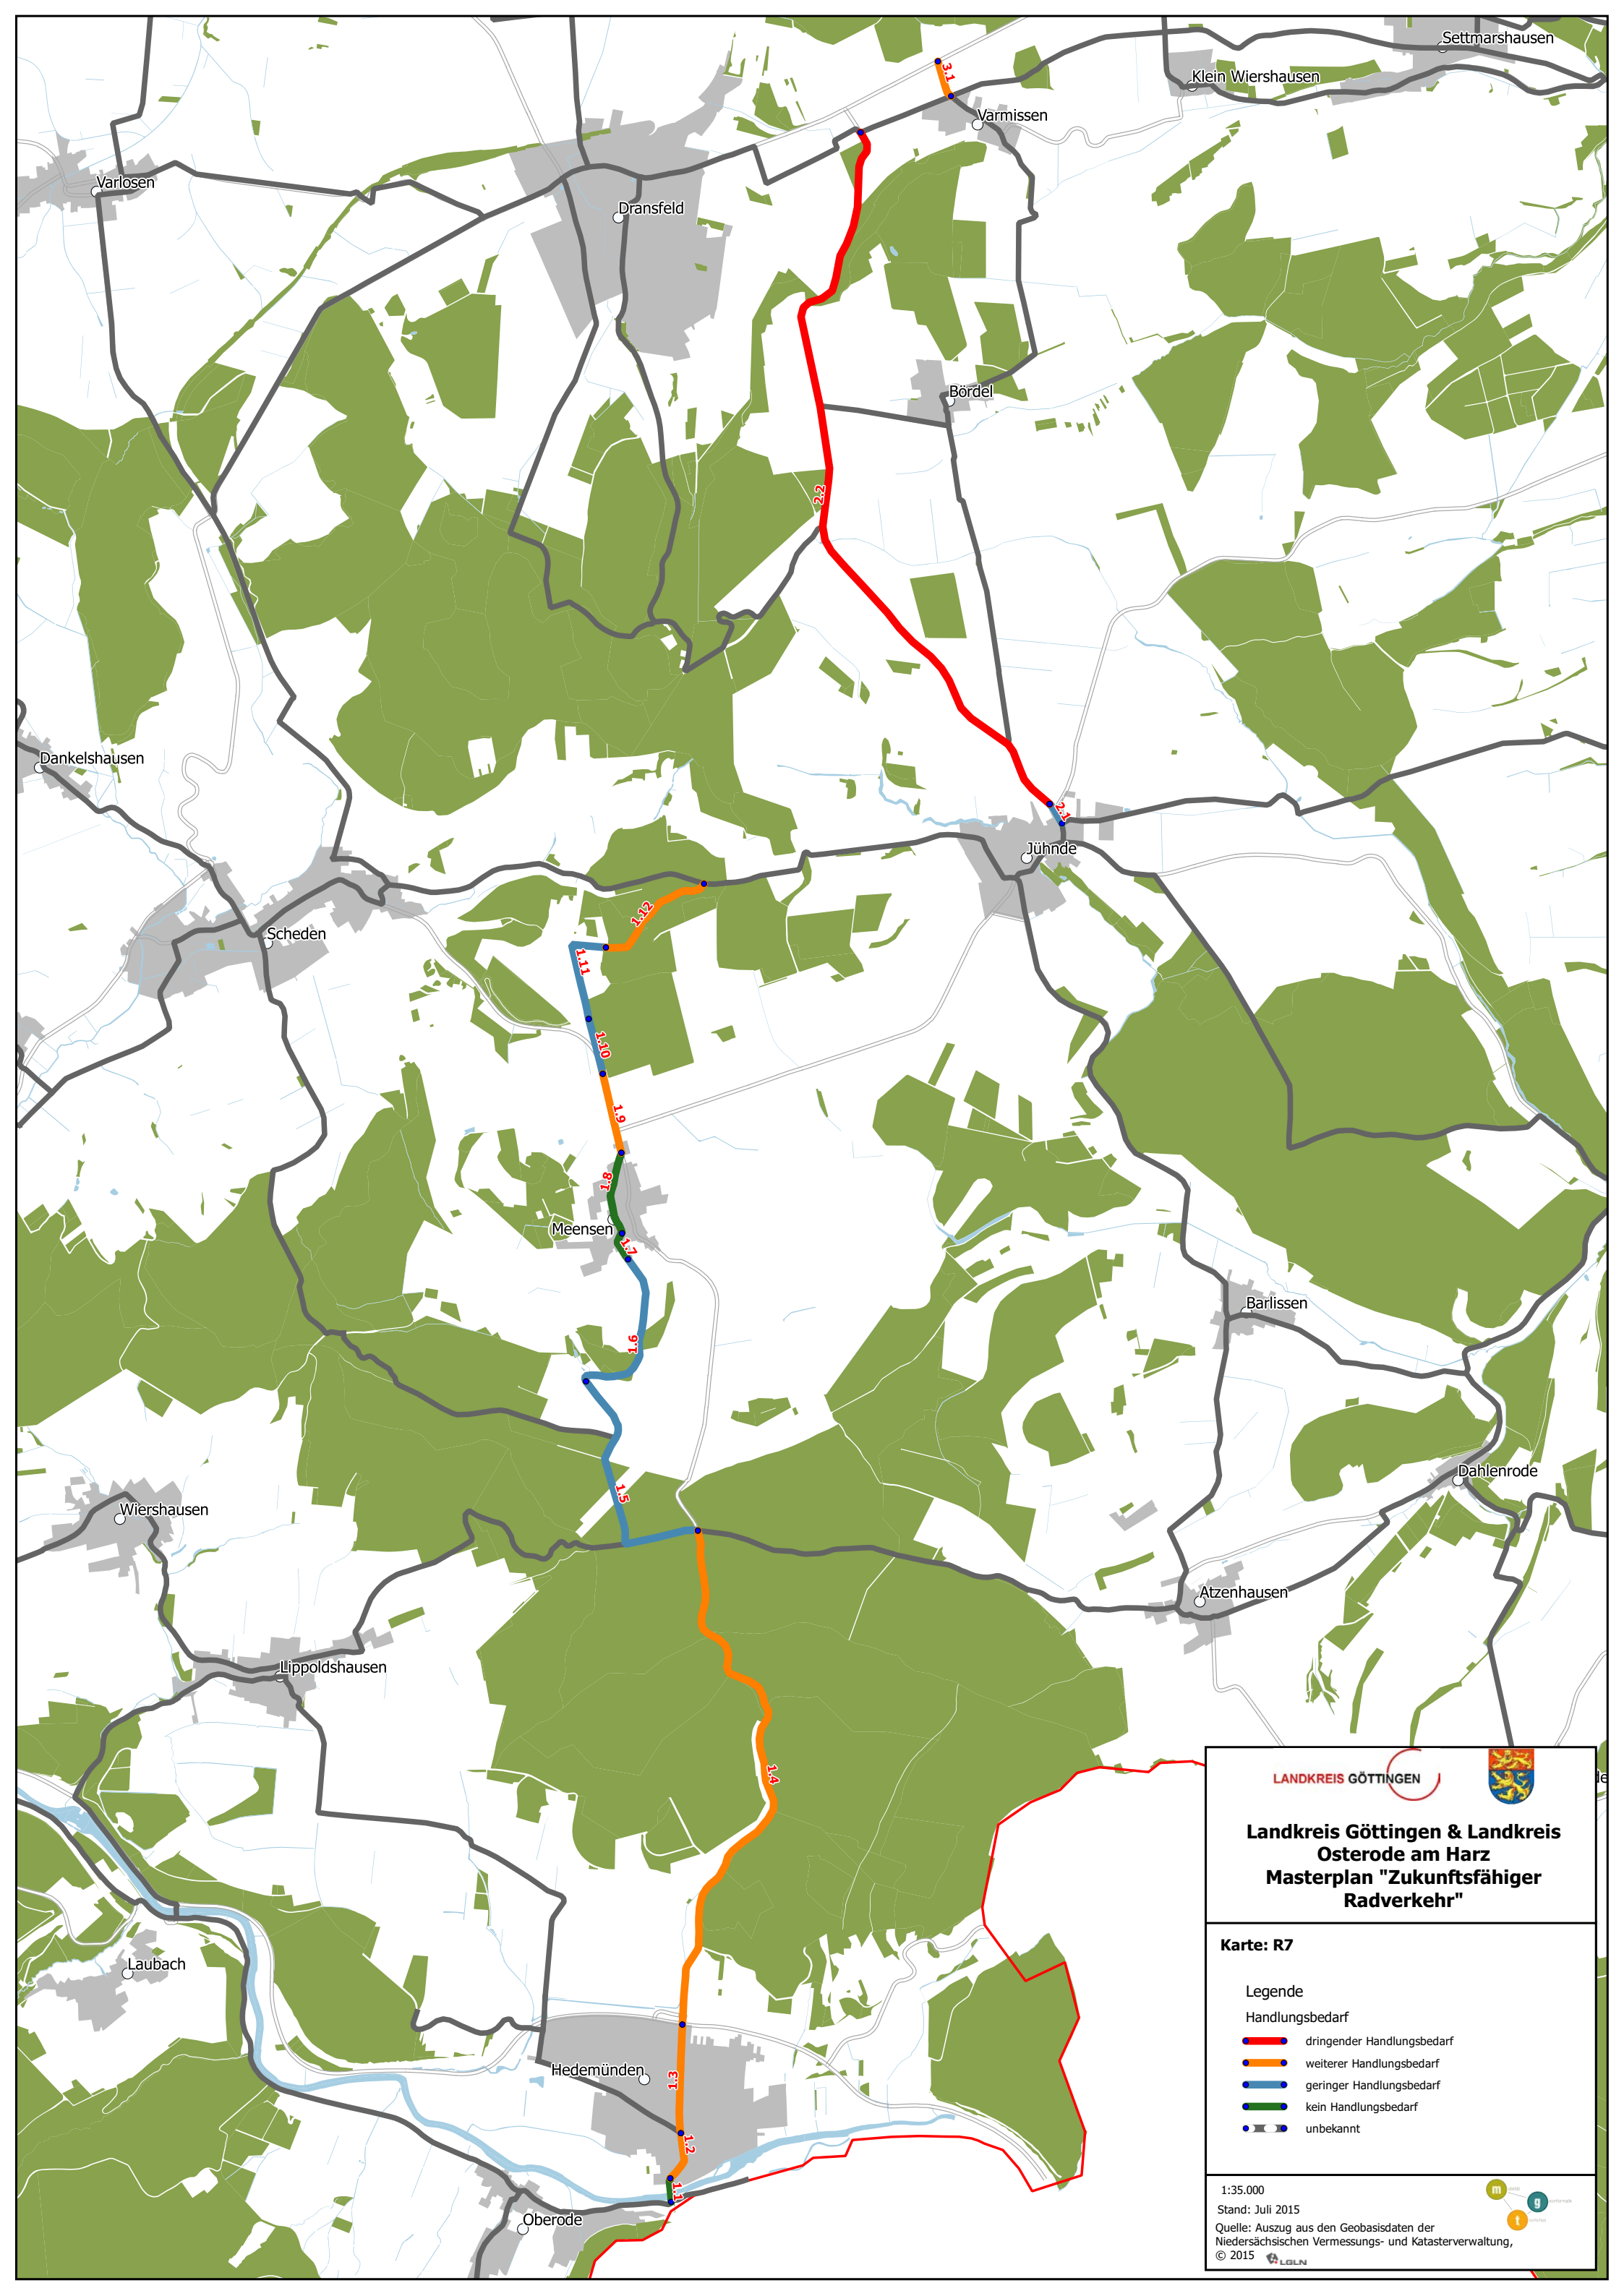 Settmarshausen
Klein Wiershausen
3.1
Varmissen
Varlosen
Dransfeld
Bördel
2.2
Dankelshausen
2.1
Jühnde
1.12
Scheden
1.11
1.10
1.9
1.8
Meensen
1.7
Barlissen
1.6
Dahlenrode
1.5
Wiershausen
Atzenhausen
Lippoldshausen
1.4
Laubach
Hedemünden
1.3
1.2
1.1
Oberode
LANDKREIS GÖTTINGEN
Landkreis Göttingen & Landkreis
Osterode am Harz
Masterplan "Zukunftsfähiger
Radverkehr"
Karte: R7
Legende
Handlungsbedarf
dringender Handlungsbedarf
weiterer Handlungsbedarf
geringer Handlungsbedarf
kein Handlungsbedarf
unbekannt
1:35.000
Stand: Juli 2015
Quelle: Auszug aus den Geobasisdaten der
Niedersächsischen Vermessungs- und Katasterverwaltung,
© 2015 LGLN
m
g
t